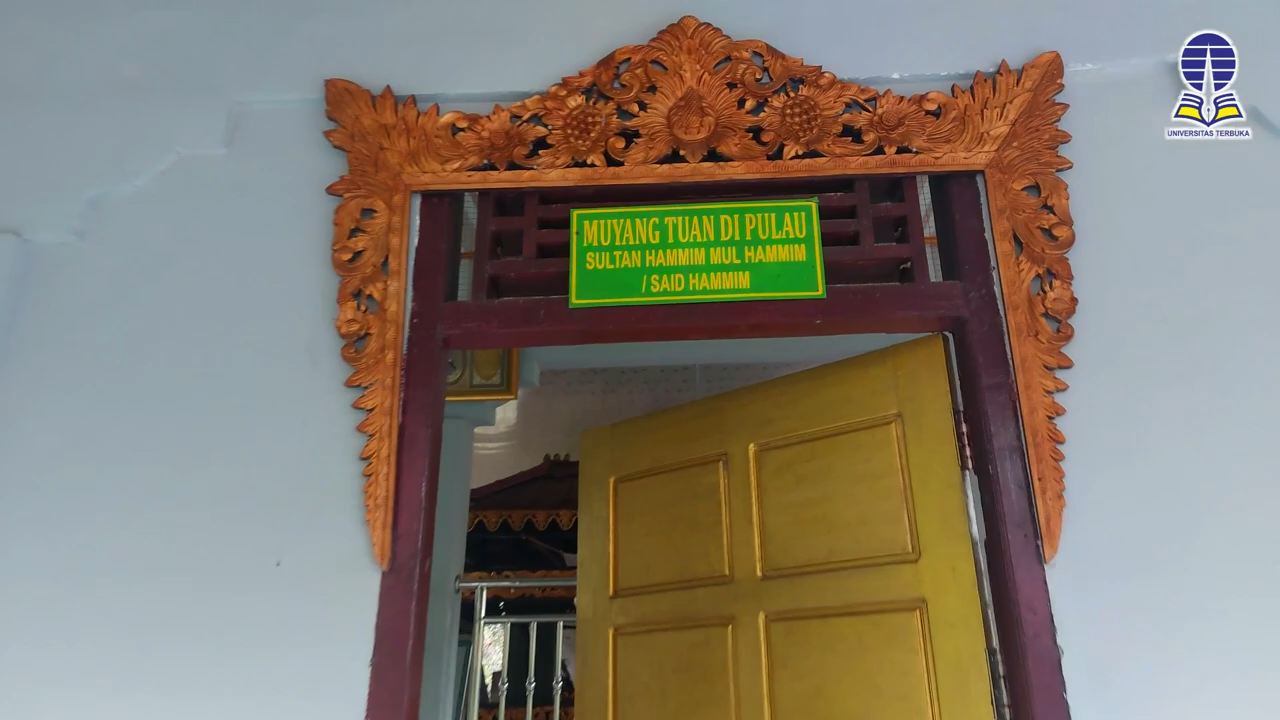 UNIVERSITAS TERBUKA
MUYANG TUAN DI PULAU
SULTAN HAMMIM MUL HAMMIM
/ SAID HAMMIM